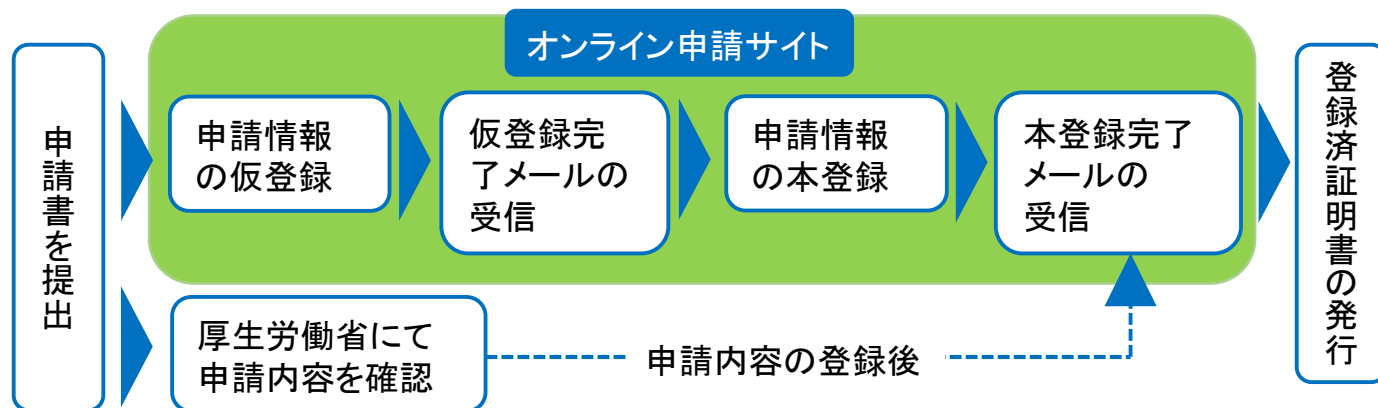 オンライン申請サイト
申請書を提出
申請情報
の仮登録
仮登録完
了メールの
受信
申請情報
の本登録
本登録完了
メールの
受信
登録済証明書の発行
厚生労働省にて
申請内容を確認
申請内容の登録後